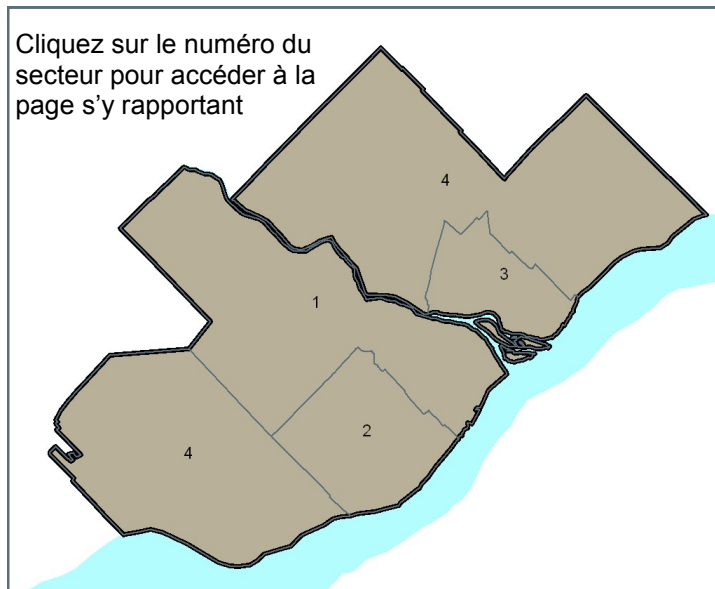 Cliquez sur le numéro du
secteur pour accéder à la
page s’y rapportant
4
3
1
2
4